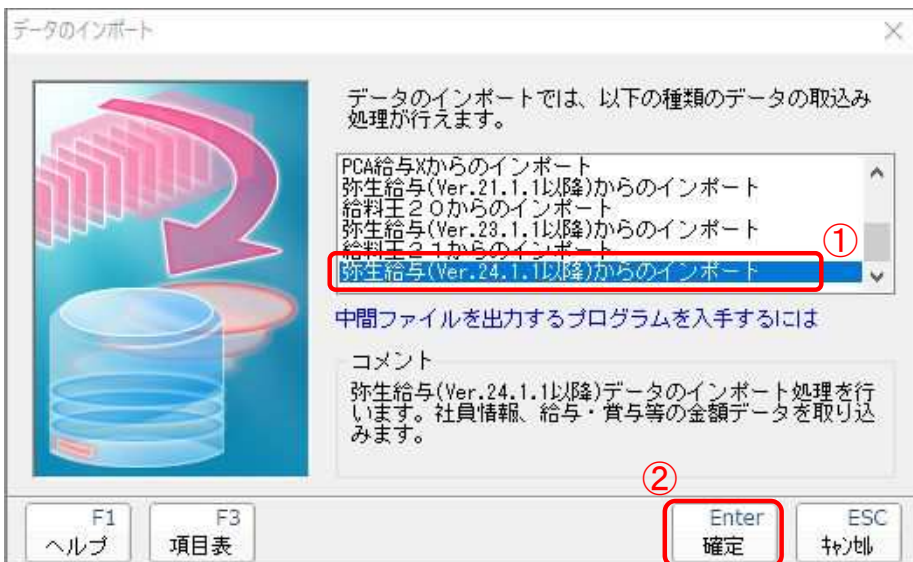 データのインポート
データのインポートでは、以下の種類のデータの取込み
処理が行えます。
PCA給与Xからのインポート
弥生給与(Ver.21.1.1以降)からのインポート
給料王20からのインポート
弥生給与(Ver.23.1.1以降)からのインポート
給料王21からのインポート
①
弥生給与(Ver.24.1.1以降)からのインポート
中間ファイルを出力するプログラムを入手するには
コメント
弥生給与(Ver.24.1.1以降)データのインポート処理を行
います。社員情報、給与・賞与等の金額データを取り込
みます。
②
F1
ヘルプ
F3
項目表
Enter
確定
ESC
キャンセル